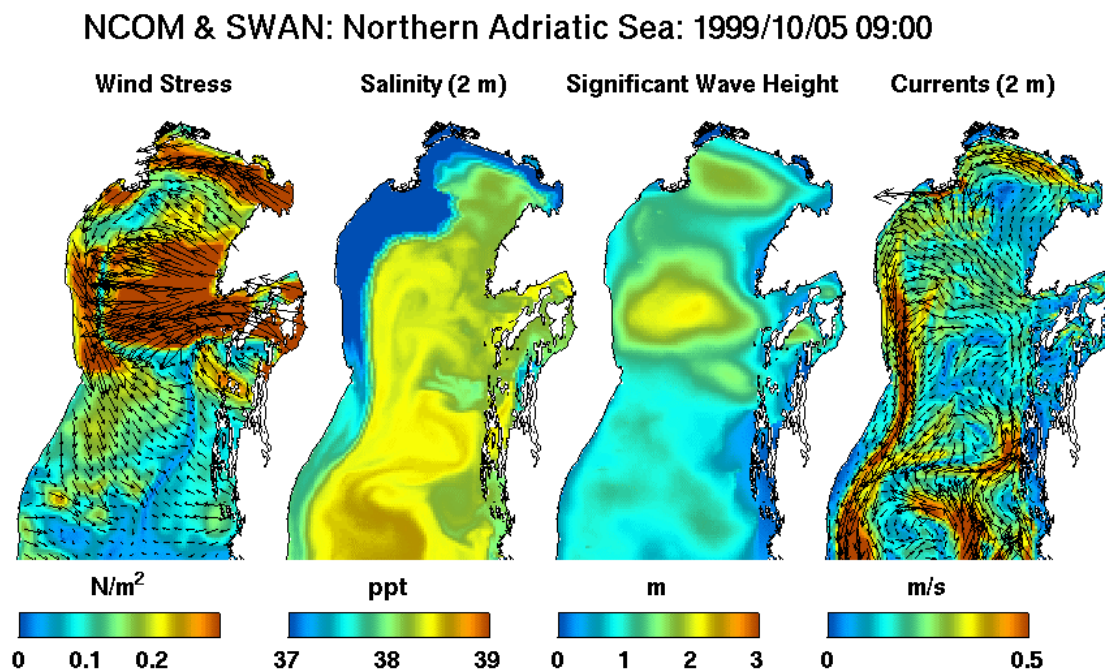 NCOM & SWAN: Northern Adriatic Sea: 1999/10/05 09:00
Wind Stress
Salinity (2 m)
Significant Wave Height
Currents (2 m)
N/m²
ppt
m
m/s
0 0.1 0.2
37 38 39
0 1 2 3
0 0.5